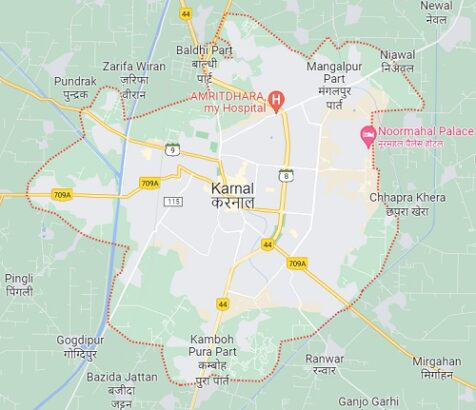 Newal
नेवल
44
Baldhi Part
बाल्धी
पार्ट
Niawal
निअवल
Zarifa Wiran
ज़रिफा
वीरान
Mangalpur
Part
मंगलपुर
पार्त
Pundrak
पुन्द्रक
AMRITDHARA
my Hospital
H
Noormahal Palace
नूरमहल पैलेस होटल
9
8
709A
709A
115
Karnal
करनाल
Chhapra Khera
छपरा खेरा
44
709A
Pingli
पिंगली
44
Gogdipur
गोग्दिपुर
Kamboh
Pura Part
कम्बोह
पुरा पार्त
Ranwar
रनवार
Mirgahan
मिर्गाहन
Bazida Jattan
बजीदा
जट्टन
Ganjo Garhi